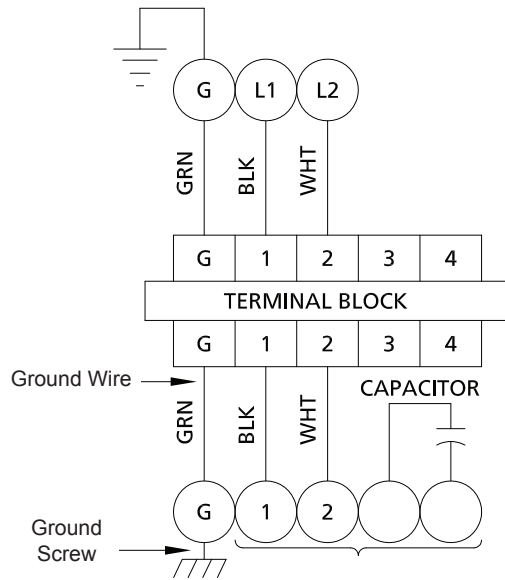 G L1 L2
GRN BLK WHT
G 1 2 3 4
TERMINAL BLOCK
G 1 2 3 4
Ground Wire
CAPACITOR
GRN BLK WHT
G 1 2
Ground
Screw